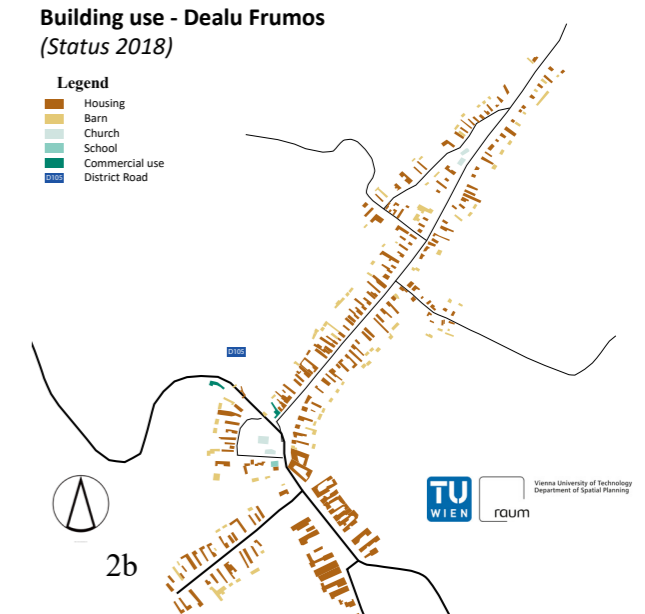 Building use - Dealu Frumos
(Status 2018)
Legend
Housing
Barn
Church
School
Commercial use
D105 District Road
D105
TU
WIEN
raum
Vienna University of Technology
Department of Spatial Planning
2b